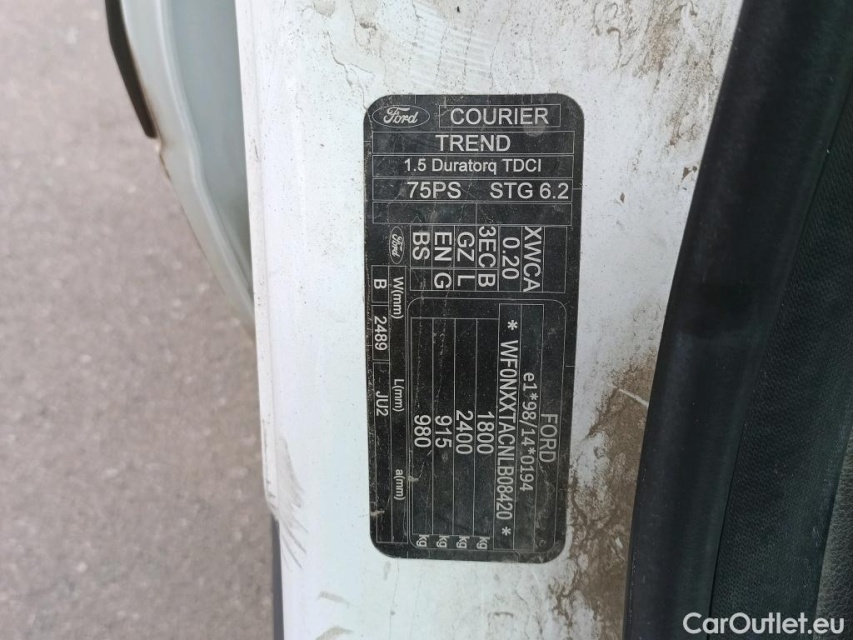 Ford COURIER
TREND
1.5 Duratorq TDCI
75PS STG 6.2
FORD
e1*98/14*0194
* WF0NXXTACNLB08420 *
1800 kg
2400 kg
915 kg
980 kg
XWCA
0.20
3ECB
GZ L
EN G
BS
Ford
W(mm) L(mm) a(mm)
B 2489 JU2
CarOutlet.eu